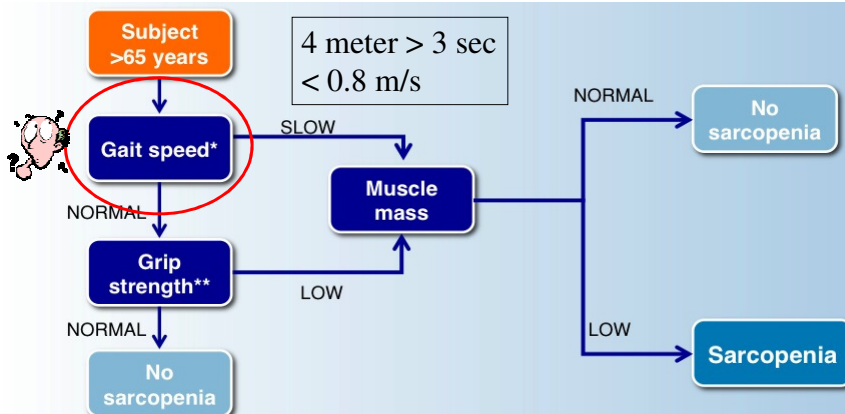 Subject
>65 years
4 meter > 3 sec
< 0.8 m/s
Gait speed*
SLOW
NORMAL
Muscle
mass
NORMAL
No
sarcopenia
Grip
strength**
LOW
NORMAL
No
sarcopenia
LOW
Sarcopenia